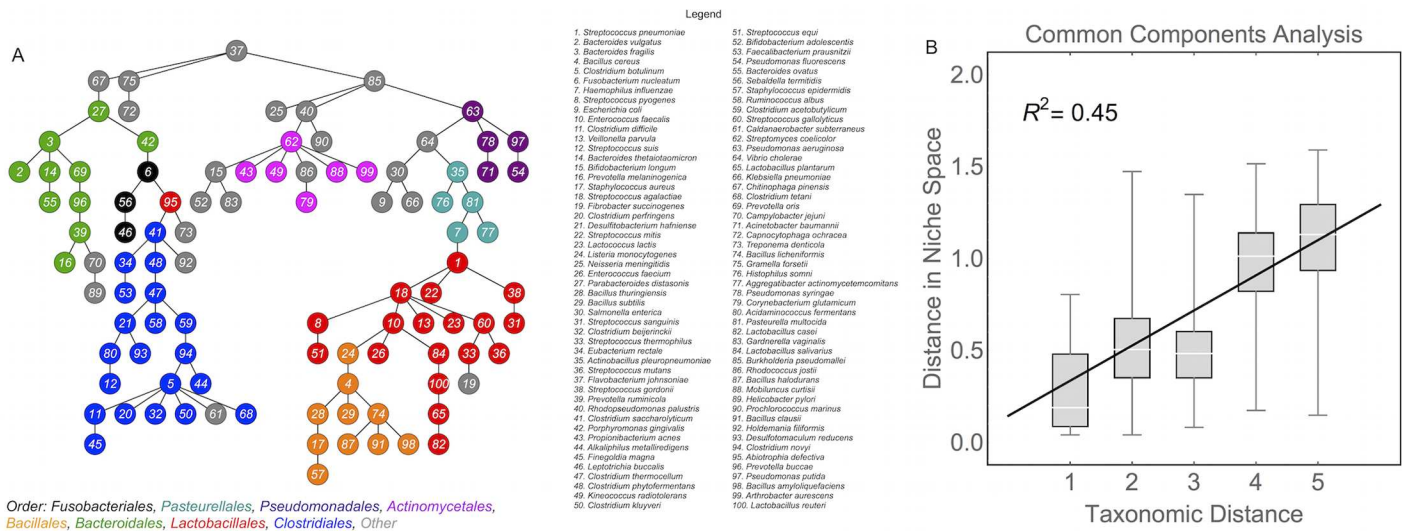 A
37
67 75 85
27 72 25 40 63
3 42 62 90 64 78 97
2 14 69 6 15 43 49 86 88 99 30 35 71 54
55 96 56 95 52 83 79 9 66 76 81
39 46 41 73 7 77
16 70 34 48 92 1
89 53 47 18 22 38
21 58 59 8 10 13 23 60 31
80 93 94 51 24 26 84 33 36
12 5 44 4 100 19
11 20 32 50 61 68 28 29 74 65
45 17 87 91 98 82
57
Order: Fusobacteriales, Pasteurellales, Pseudomonadales, Actinomycetales,
Bacillales, Bacteroidales, Lactobacillales, Clostridiales, Other
Legend
1. Streptococcus pneumoniae
2. Bacteroides vulgatus
3. Bacteroides fragilis
4. Bacillus cereus
5. Clostridium botulinum
6. Fusobacterium nucleatum
7. Haemophilus influenzae
8. Streptococcus pyogenes
9. Escherichia coli
10. Enterococcus faecalis
11. Clostridium difficile
13. Veillonella parvula
12. Streptococcus suis
14. Bacteroides thetaiotaomicron
15. Bifidobacterium longum
16. Prevotella melaninogenica
17. Staphylococcus aureus
18. Streptococcus agalactiae
19. Fibrobacter succinogenes
20. Clostridium perfringens
21. Desulfitobacterium hafniense
22. Streptococcus mitis
23. Lactococcus lactis
24. Listeria monocytogenes
25. Neisseria meningitidis
26. Enterococcus faecium
27. Parabacteroides distasonis
28. Bacillus thuringiensis
29. Bacillus subtilis
30. Salmonella enterica
31. Streptococcus sanguinis
32. Clostridium beijerinckii
33. Streptococcus thermophilus
34. Eubacterium rectale
35. Actinobacillus pleuropneumoniae
36. Streptococcus mutans
37. Flavobacterium johnsoniae
38. Streptococcus gordonii
39. Prevotella ruminicola
40. Rhodopseudomonas palustris
41. Clostridium saccharolyticum
42. Porphyromonas gingivalis
43. Propionibacterium acnes
44. Alkaliphilus metalliredigens
45. Finegoldia magna
46. Leptotrichia buccalis
47. Clostridium thermocellum
48. Clostridium phytofermentans
49. Kineococcus radiotolerans
50. Clostridium kluyveri
51. Streptococcus equi
52. Bifidobacterium adolescentis
53. Faecalibacterium prausnitzii
54. Pseudomonas fluorescens
55. Bacteroides ovatus
56. Sebaldella termitidis
57. Staphylococcus epidermidis
58. Ruminococcus albus
59. Clostridium acetobutylicum
60. Streptococcus gallolyticus
61. Caldanaerobacter subterraneus
62. Streptomyces coelicolor
63. Pseudomonas aeruginosa
64. Vibrio cholerae
65. Lactobacillus plantarum
66. Klebsiella pneumoniae
67. Chitinophaga pinensis
68. Clostridium tetani
69. Prevotella oris
70. Campylobacter jejuni
71. Acinetobacter baumannii
72. Capnocytophaga ochracea
73. Treponema denticola
74. Bacillus licheniformis
75. Gramella forsetii
76. Histophilus somni
77. Aggregatibacter actinomycetemcomitans
78. Pseudomonas syringae
79. Corynebacterium glutamicum
80. Acidaminococcus fermentans
81. Pasteurella multocida
82. Lactobacillus casei
83. Gardnerella vaginalis
84. Lactobacillus salivarius
85. Burkholderia pseudomallei
86. Rhodococcus jostii
87. Bacillus halodurans
88. Mobiluncus curtisii
89. Helicobacter pylori
90. Prochlorococcus marinus
91. Bacillus clausii
92. Holdemania filiformis
93. Desulfotomaculum reducens
94. Clostridium novyi
95. Abiotrophia defectiva
96. Prevotella buccae
97. Pseudomonas putida
98. Bacillus amyloliquefaciens
99. Arthrobacter aurescens
100. Lactobacillus reuteri
B
Common Components Analysis
R²= 0.45
Distance in Niche Space
2.0
1.5
1.0
0.5
0.0
1 2 3 4 5
Taxonomic Distance